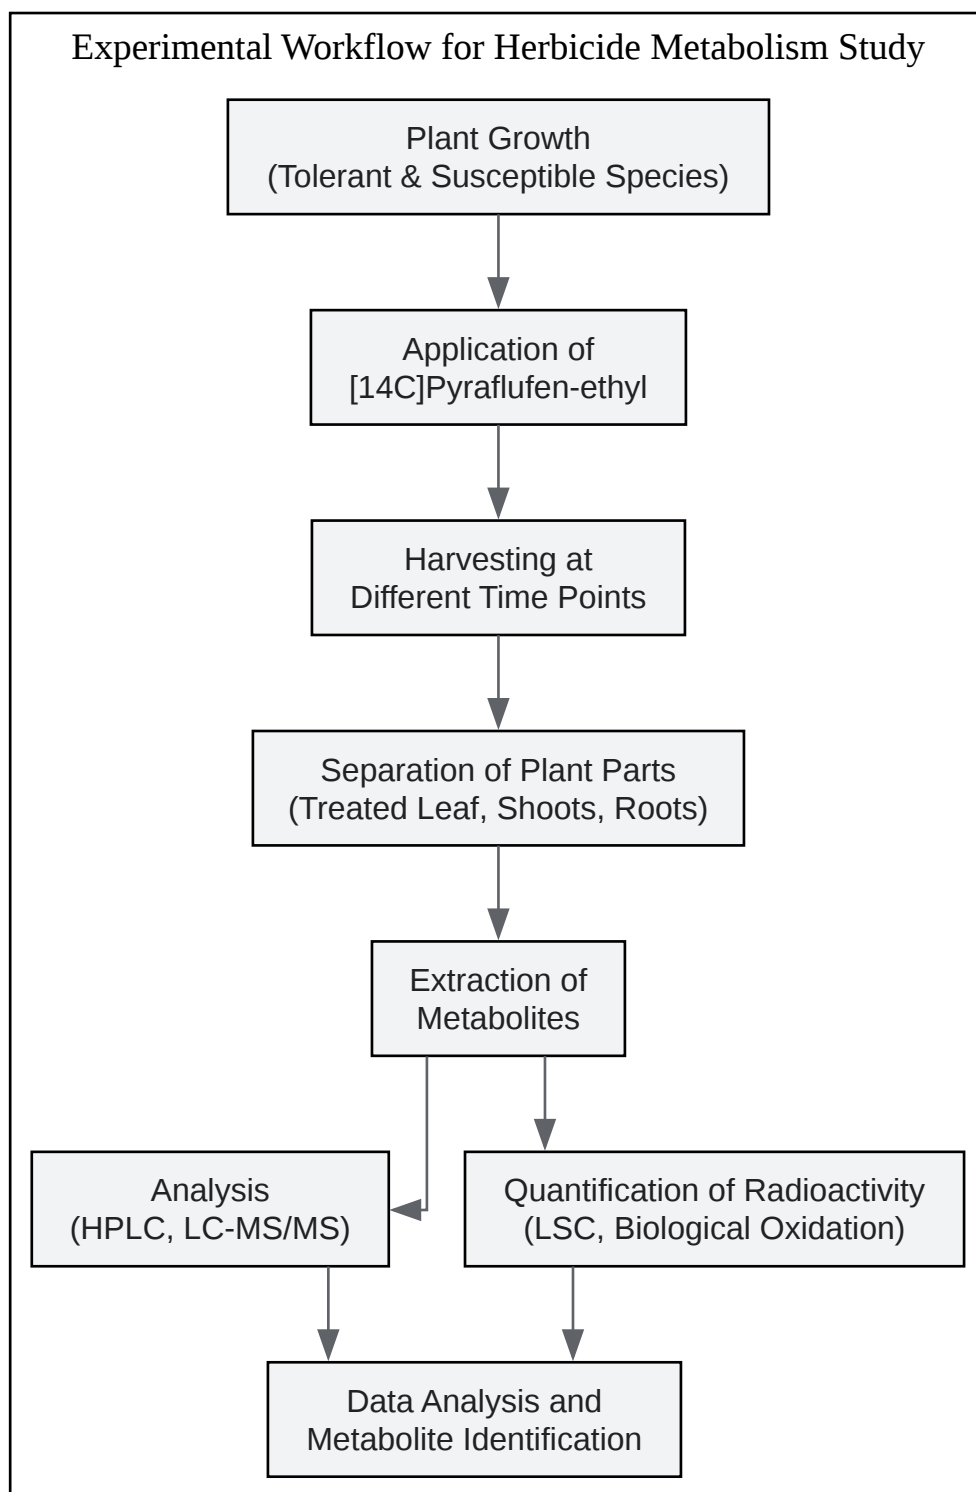 Experimental Workflow for Herbicide Metabolism Study
Plant Growth
(Tolerant & Susceptible Species)
Application of
[14C]Pyraflufen-ethyl
Harvesting at
Different Time Points
Separation of Plant Parts
(Treated Leaf, Shoots, Roots)
Extraction of
Metabolites
Analysis
(HPLC, LC-MS/MS)
Quantification of Radioactivity
(LSC, Biological Oxidation)
Data Analysis and
Metabolite Identification